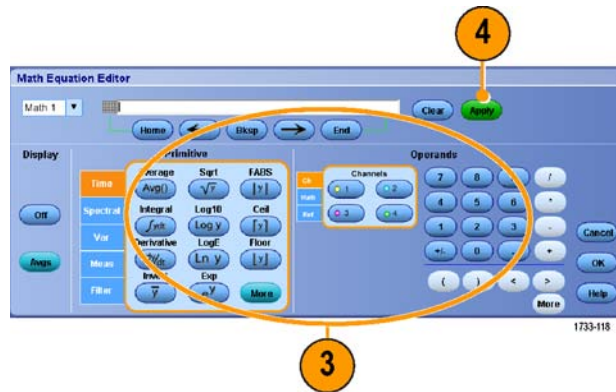 4
Math Equation Editor
Math 1
Clear
Apply
Home
←
Bksp
→
End
Display
Primitive
Operands
Off
Avgs
Time
Spectral
Var
Meas
Filter
Average
Sqrt
FABS
Avg()
√y
|y|
Integral
Log10
Ceil
∫ydt
Log y
⌈y⌉
Derivative
LogE
Floor
Ln y
⌊y⌋
Invert
Exp
More
Ch
Math
Ref
Channels
1
2
3
4
7
8
/
4
5
6
*
1
2
3
-
+/-
0
+
(
)
<
>
More
Cancel
OK
Help
1733-118
3